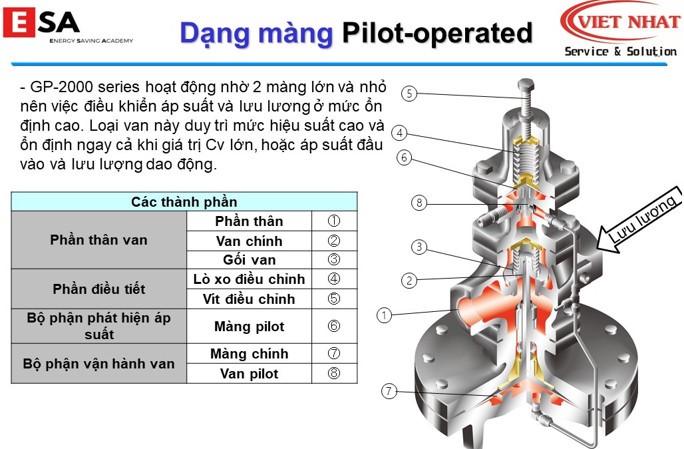 ESA
ENERGY SAVING ACADEMY
Dạng màng Pilot-operated
VIET NHAT
Service & Solution
- GP-2000 series hoạt động nhờ 2 màng lớn và nhỏ
nên việc điều khiển áp suất và lưu lượng ở mức ổn
định cao. Loại van này duy trì mức hiệu suất cao và
ổn định ngay cả khi giá trị Cv lớn, hoặc áp suất đầu
vào và lưu lượng dao động.
Các thành phần
Phần thân van
Phần thân ①
Van chính ②
Gối van ③
Phần điều tiết
Lò xo điều chỉnh ④
Vít điều chỉnh ⑤
Bộ phận phát hiện áp
suất
Màng pilot ⑥
Bộ phận vận hành van
Màng chính ⑦
Van pilot ⑧
⑤
④
⑥
⑧
Lưu lượng
③
②
①
⑦